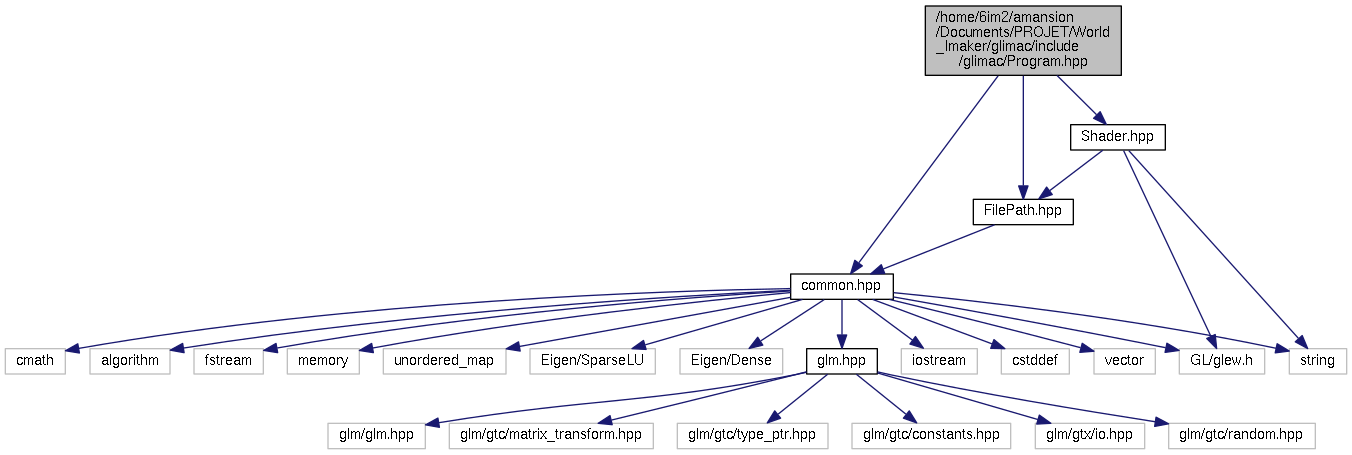 /home/6im2/amansion
/Documents/PROJET/World
_Imaker/glimac/include
/glimac/Program.hpp
Shader.hpp
FilePath.hpp
common.hpp
cmath
algorithm
fstream
memory
unordered_map
Eigen/SparseLU
Eigen/Dense
glm.hpp
iostream
cstddef
vector
GL/glew.h
string
glm/glm.hpp
glm/gtc/matrix_transform.hpp
glm/gtc/type_ptr.hpp
glm/gtc/constants.hpp
glm/gtx/io.hpp
glm/gtc/random.hpp